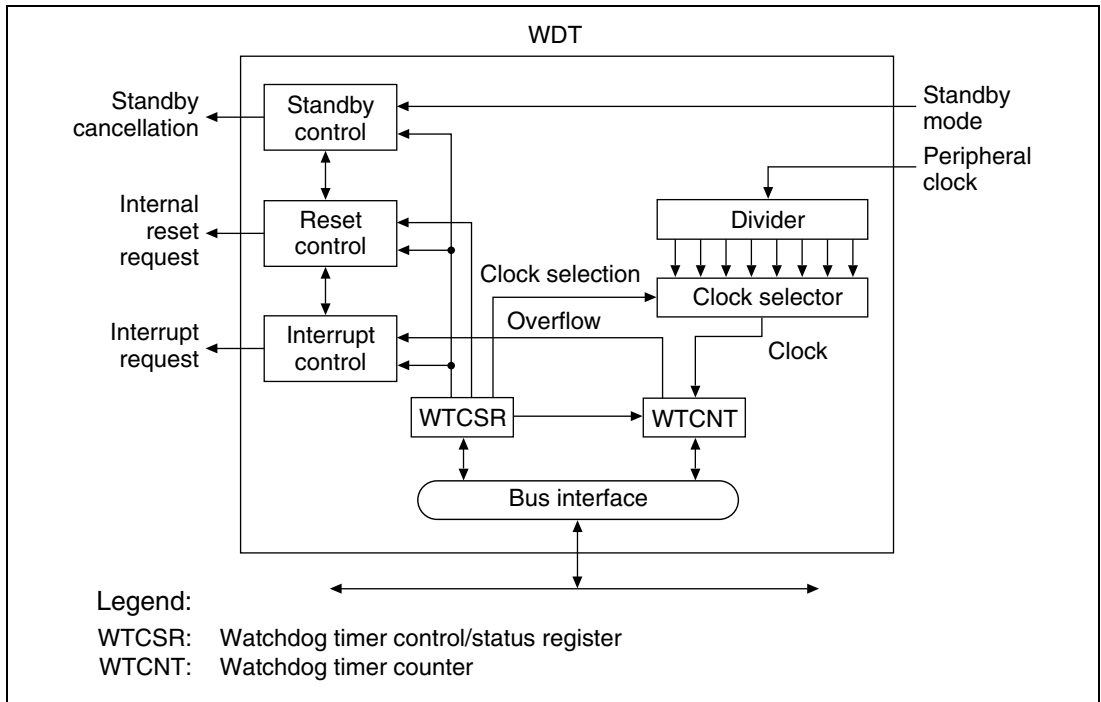 WDT
Standby
cancellation
Standby
control
Standby
mode
Peripheral
clock
Internal
reset
request
Reset
control
Divider
Clock selection
Clock selector
Interrupt
request
Interrupt
control
Overflow
Clock
WTCSR
WTCNT
Bus interface
Legend:
WTCSR: Watchdog timer control/status register
WTCNT: Watchdog timer counter